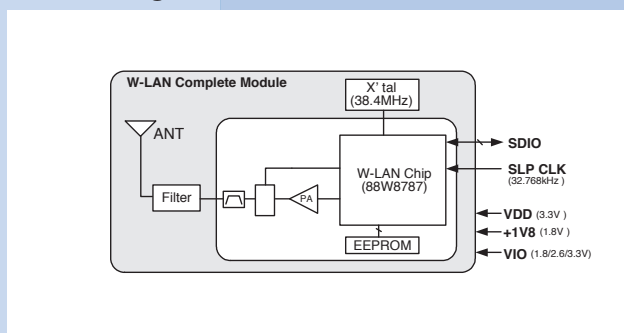 W-LAN Complete Module
X' tal
(38.4MHz)
ANT
SDIO
W-LAN Chip
(88W8787)
SLP CLK
(32.768kHz )
Filter
PA
VDD (3.3V )
+1V8 (1.8V )
EEPROM
VIO (1.8/2.6/3.3V)